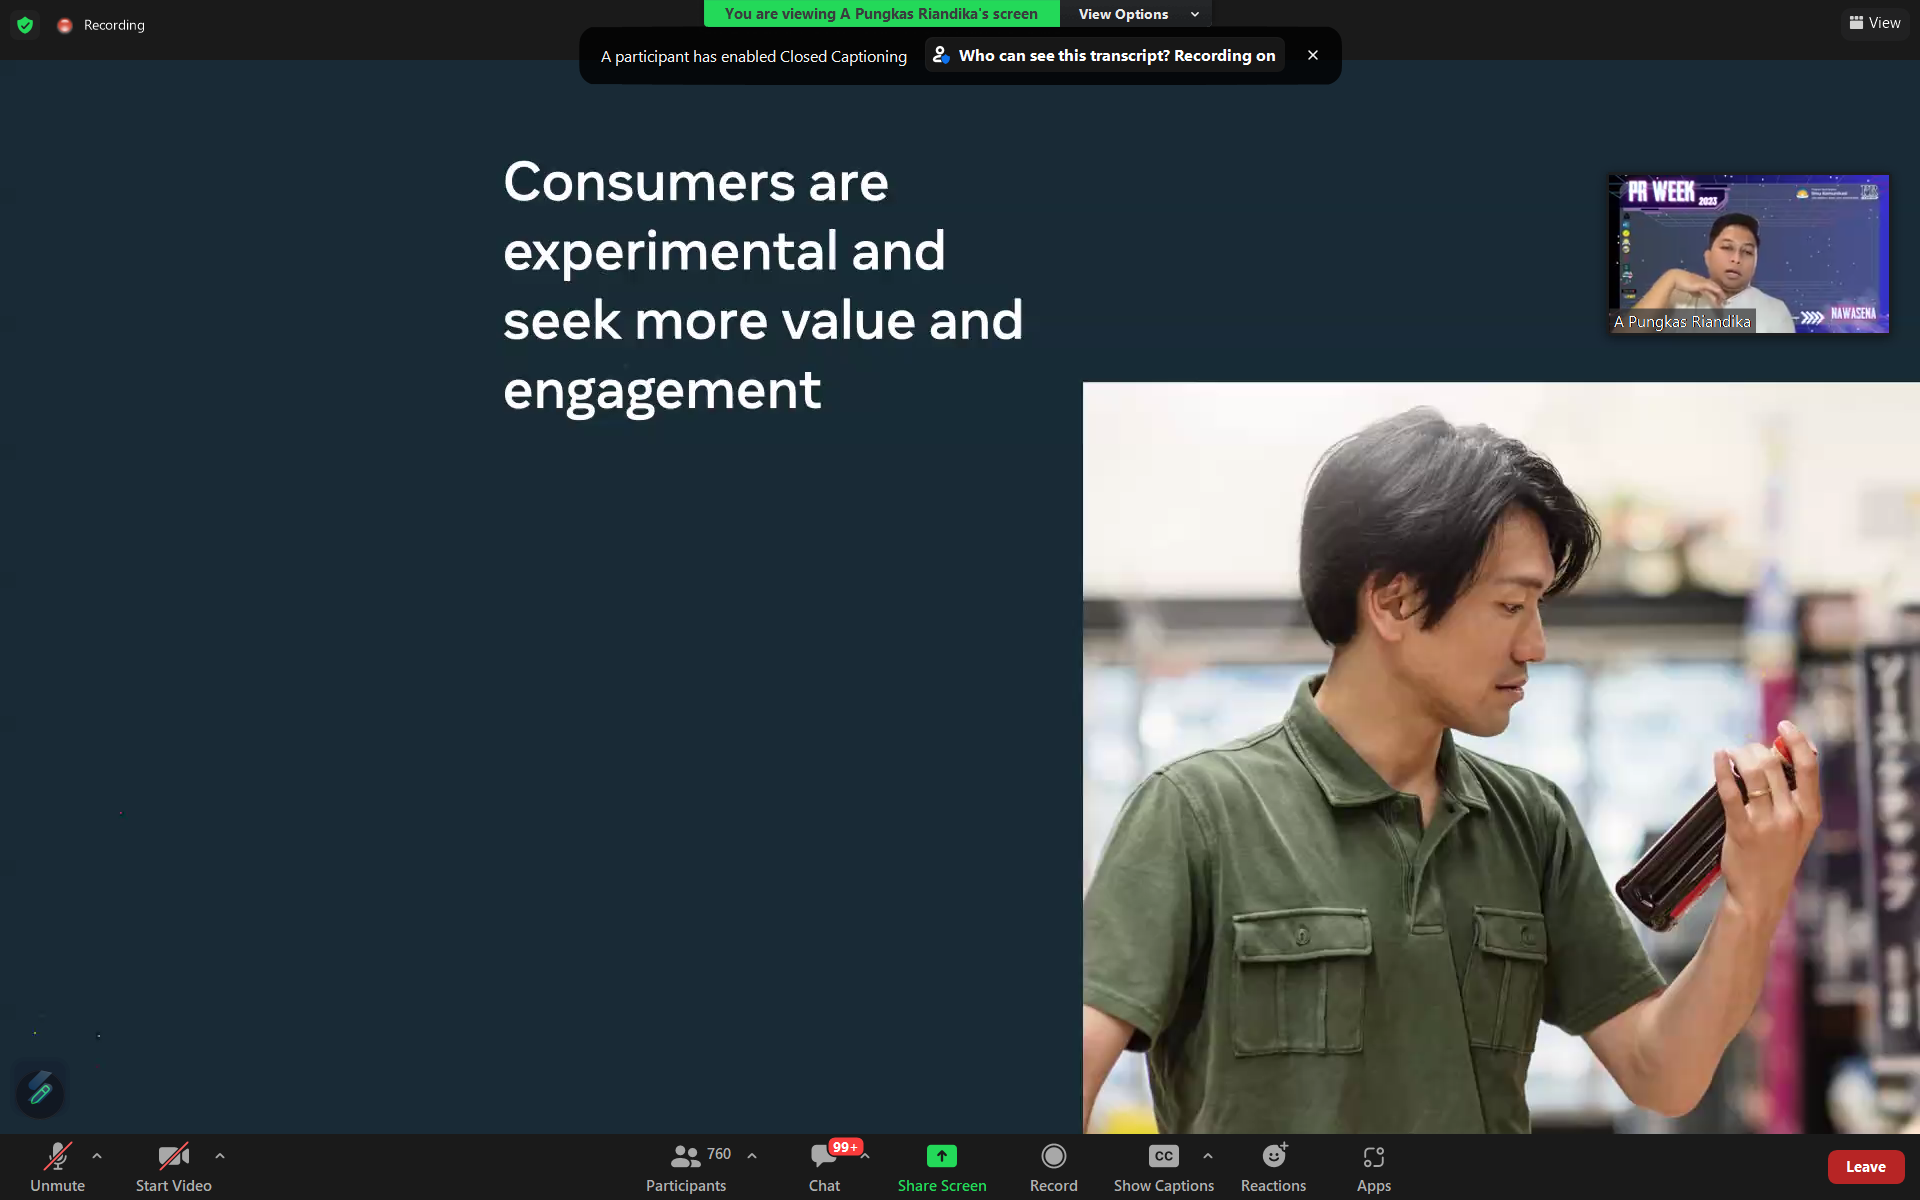 Recording
You are viewing A Pungkas Riandika's screen
View Options
View
A participant has enabled Closed Captioning
Who can see this transcript? Recording on
Consumers are
experimental and
seek more value and
engagement
PR WEEK
2023
NAWASENA
A Pungkas Riandika
Unmute
Start Video
760
Participants
99+
Chat
Share Screen
Record
CC
Show Captions
Reactions
Apps
Leave